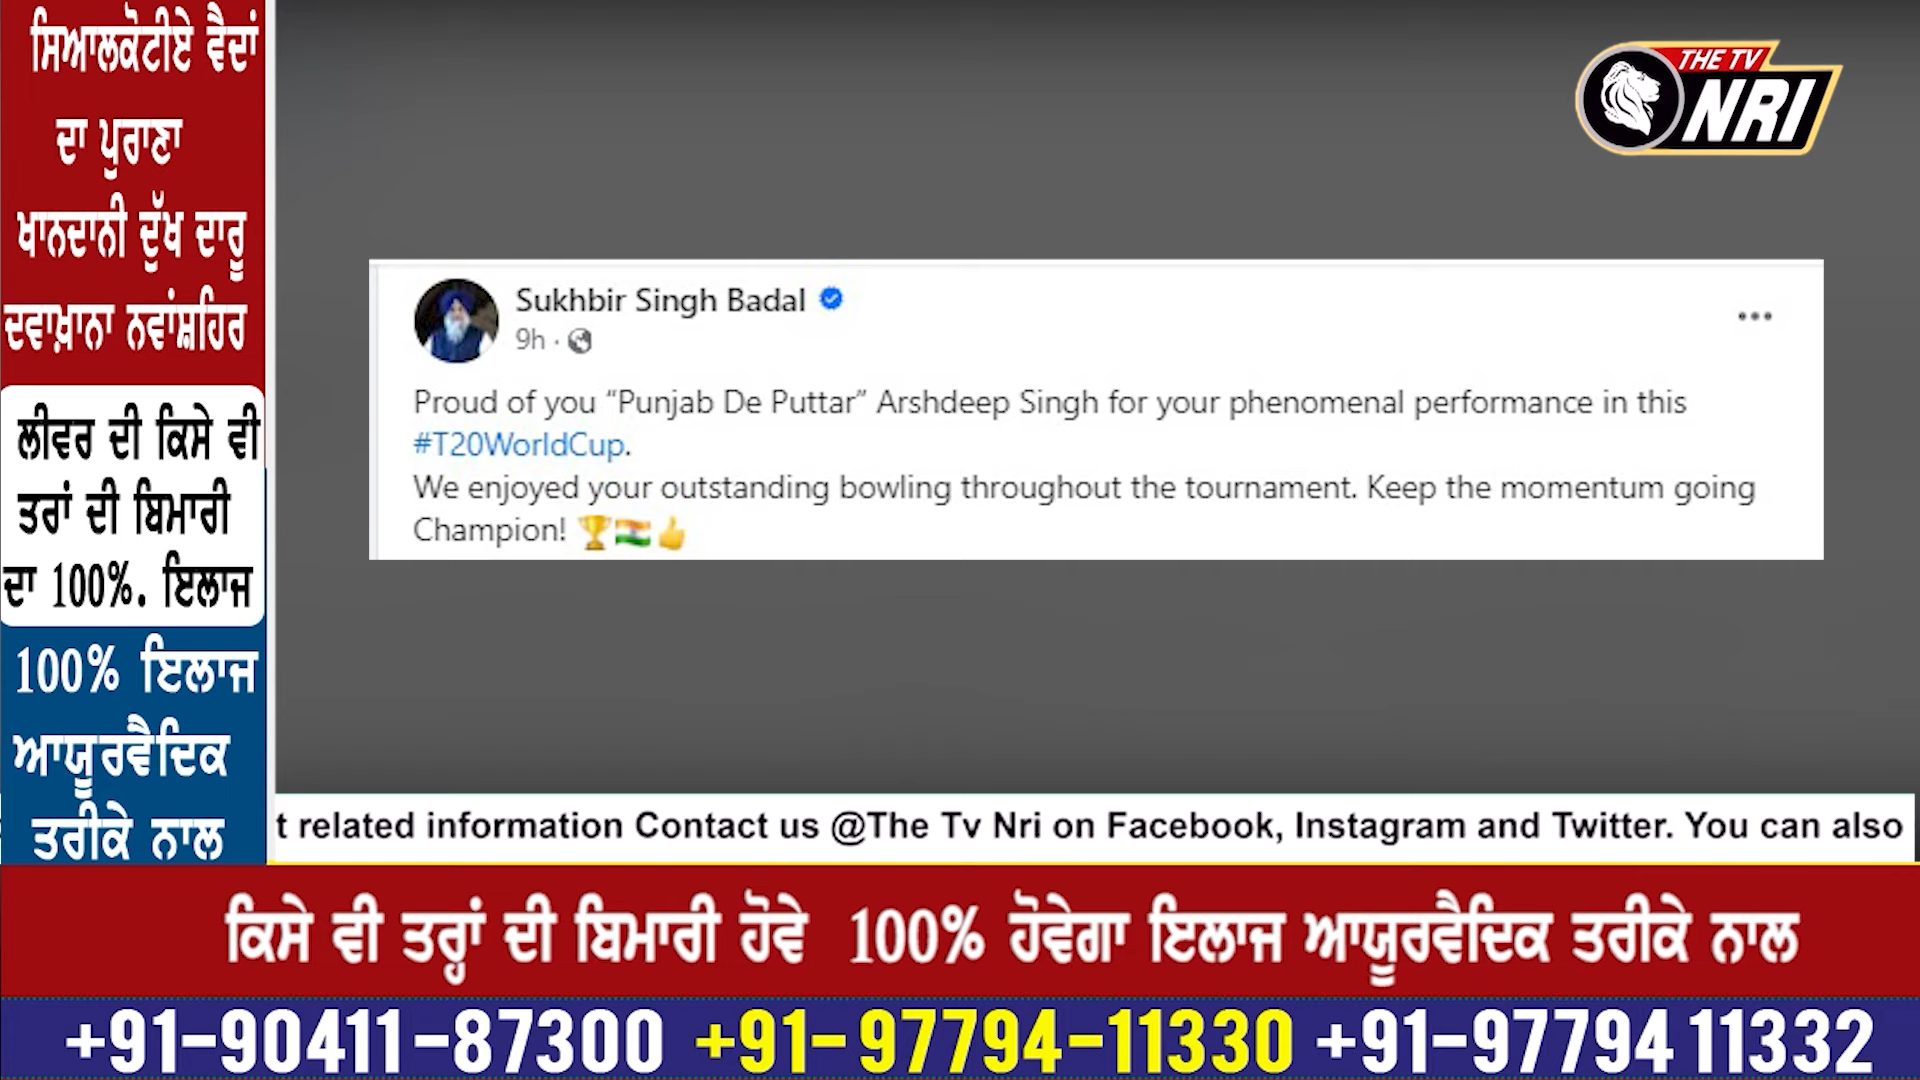 ਸਿਆਲਕੋਟੀਏ ਵੈਦਾਂ
ਦਾ ਪੁਰਾਣਾ
ਖਾਨਦਾਨੀ ਦੁੱਖ ਦਾਰੂ
ਦਵਾਖ਼ਾਨਾ ਨਵਾਂਸ਼ਹਿਰ
ਲੀਵਰ ਦੀ ਕਿਸੇ ਵੀ
ਤਰਾਂ ਦੀ ਬਿਮਾਰੀ
ਦਾ 100%. ਇਲਾਜ
100% ਇਲਾਜ
ਆਯੂਰਵੈਦਿਕ
ਤਰੀਕੇ ਨਾਲ
THE TV
NRI
Sukhbir Singh Badal
9h ·
Proud of you “Punjab De Puttar” Arshdeep Singh for your phenomenal performance in this
#T20WorldCup.
We enjoyed your outstanding bowling throughout the tournament. Keep the momentum going
Champion! 🏆🇮🇳👍
t related information Contact us @The Tv Nri on Facebook, Instagram and Twitter. You can also
ਕਿਸੇ ਵੀ ਤਰ੍ਹਾਂ ਦੀ ਬਿਮਾਰੀ ਹੋਵੇ 100% ਹੋਵੇਗਾ ਇਲਾਜ ਆਯੂਰਵੈਦਿਕ ਤਰੀਕੇ ਨਾਲ
+91-90411-87300 +91-97794-11330 +91-97794 11332